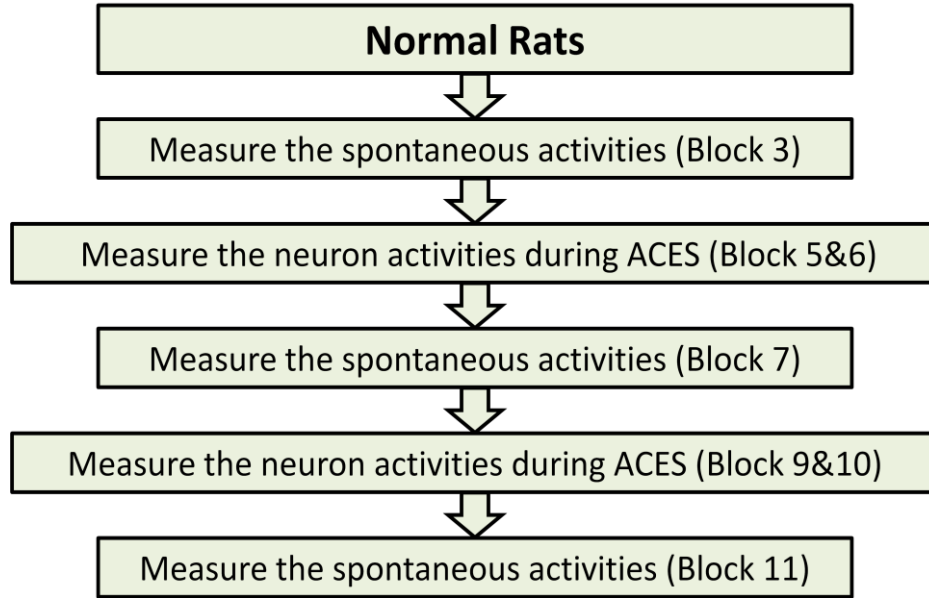 Normal Rats
Measure the spontaneous activities (Block 3)
Measure the neuron activities during ACES (Block 5&6)
Measure the spontaneous activities (Block 7)
Measure the neuron activities during ACES (Block 9&10)
Measure the spontaneous activities (Block 11)